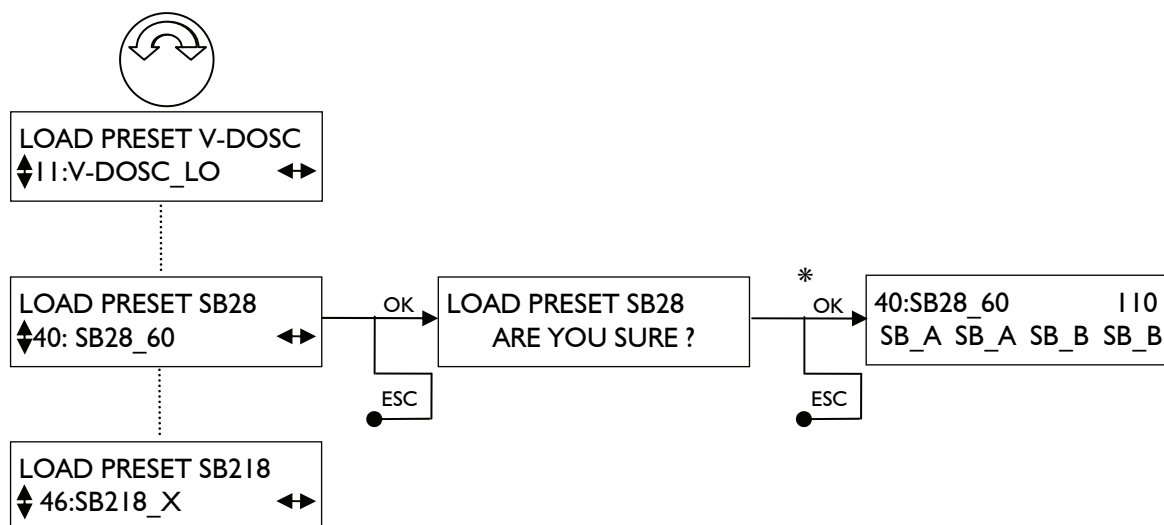 LOAD PRESET V-DOSC
11:V-DOSC_LO
LOAD PRESET SB28
40: SB28_60
OK
ESC
LOAD PRESET SB28
ARE YOU SURE ?
*
OK
ESC
40:SB28_60 110
SB_A SB_A SB_B SB_B
LOAD PRESET SB218
46:SB218_X